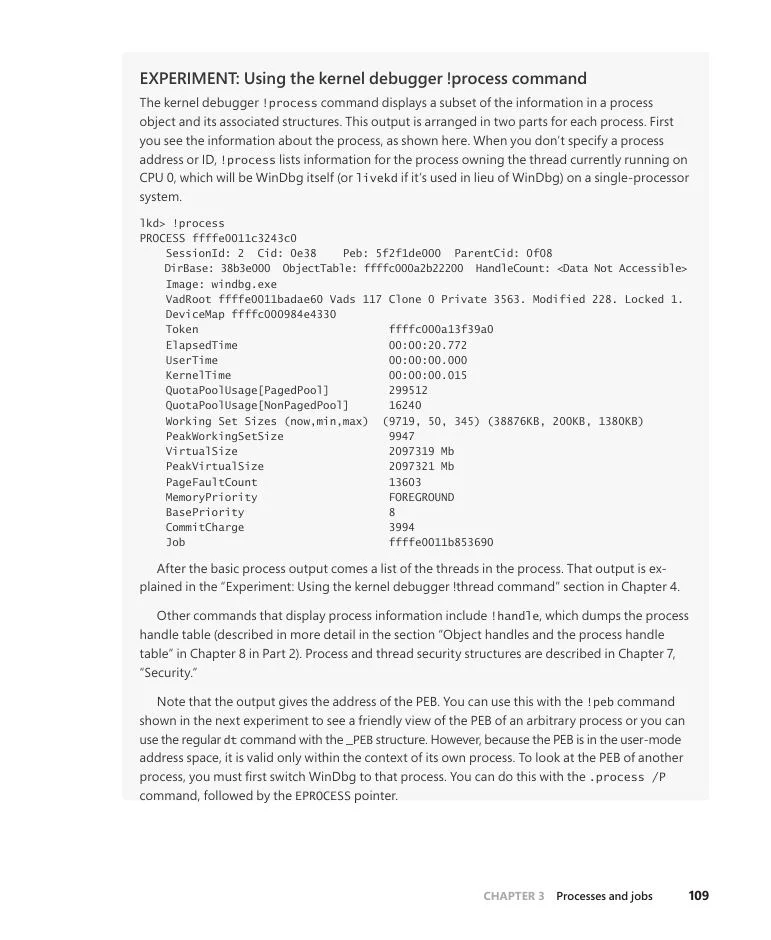 EXPERIMENT: Using the kernel debugger !process command
The kernel debugger !process command displays a subset of the information in a process
object and its associated structures. This output is arranged in two parts for each process. First
you see the information about the process, as shown here. When you don't specify a process
address or ID, !process lists information for the process owning the thread currently running on
CPU 0, which will be WinDbg itself (or livekd if it's used in lieu of WinDbg) on a single-processor
system.
lkd> !process
PROCESS ffffe0011c3243c0
SessionId: 2 Cid: 0e38 Peb: 5f2f1de000 ParentCid: 0f08
DirBase: 38b3e000 ObjectTable: ffffc000a2b22200 HandleCount: <Data Not Accessible>
Image: windbg.exe
VadRoot ffffe0011badae60 Vads 117 Clone 0 Private 3563. Modified 228. Locked 1.
DeviceMap ffffc000984e4330
Token ffffc000a13f39a0
ElapsedTime 00:00:20.772
UserTime 00:00:00.000
KernelTime 00:00:00.015
QuotaPoolUsage[PagedPool] 299512
QuotaPoolUsage[NonPagedPool] 16240
Working Set Sizes (now,min,max) (9719, 50, 345) (38876KB, 200KB, 1380KB)
PeakWorkingSetSize 9947
VirtualSize 2097319 Mb
PeakVirtualSize 2097321 Mb
PageFaultCount 13603
MemoryPriority FOREGROUND
BasePriority 8
CommitCharge 3994
Job ffffe0011b853690
After the basic process output comes a list of the threads in the process. That output is ex-
plained in the "Experiment: Using the kernel debugger !thread command" section in Chapter 4.
Other commands that display process information include !handle, which dumps the process
handle table (described in more detail in the section "Object handles and the process handle
table" in Chapter 8 in Part 2). Process and thread security structures are described in Chapter 7,
"Security."
Note that the output gives the address of the PEB. You can use this with the !peb command
shown in the next experiment to see a friendly view of the PEB of an arbitrary process or you can
use the regular dt command with the _PEB structure. However, because the PEB is in the user-mode
address space, it is valid only within the context of its own process. To look at the PEB of another
process, you must first switch WinDbg to that process. You can do this with the .process /P
command, followed by the EPROCESS pointer.
CHAPTER 3 Processes and jobs 109